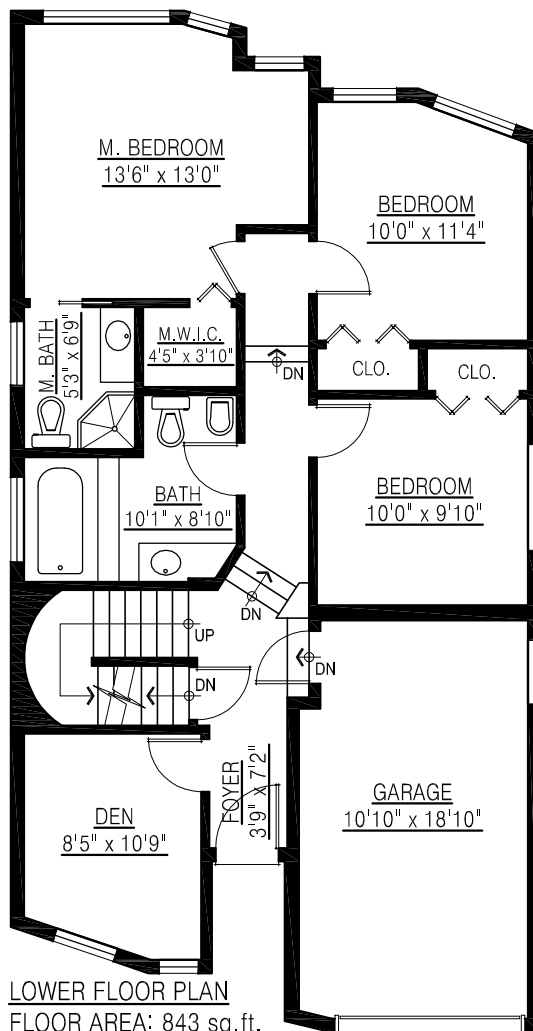 M. BEDROOM
13'6" x 13'0"
BEDROOM
10'0" x 11'4"
M.W.I.C.
4'5" x 3'10"
M. BATH
5'3" x 6'9"
DN
CLO.
CLO.
BATH
10'1" x 8'10"
BEDROOM
10'0" x 9'10"
DN
UP
DN
DN
FOYER
3'9" x 7'2"
DEN
8'5" x 10'9"
GARAGE
10'10" x 18'10"
LOWER FLOOR PLAN
FLOOR AREA: 843 sq.ft.